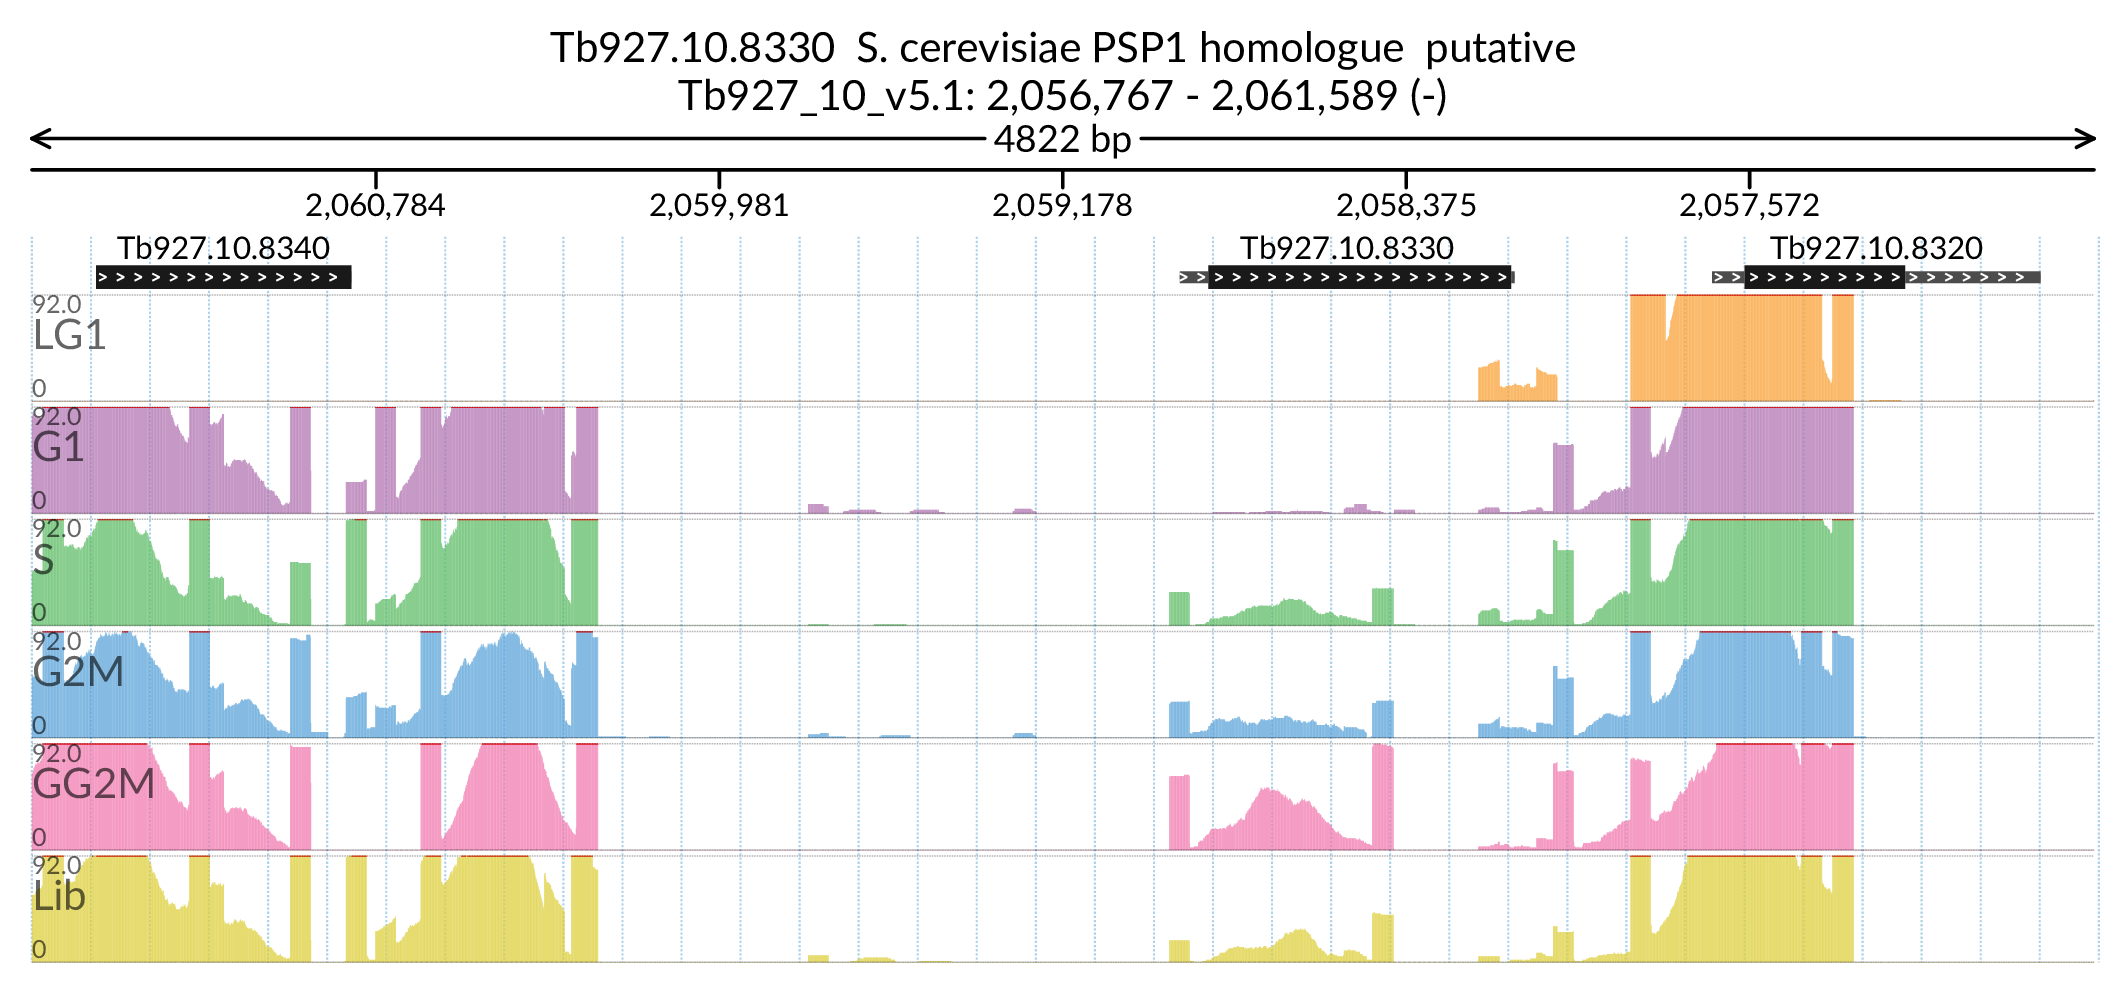 Tb927.10.8330  S. cerevisiae PSP1 homologue  putative
Tb927_10_v5.1: 2,056,767 - 2,061,589 (-)
4822 bp
2,060,784 2,059,981 2,059,178 2,058,375 2,057,572
Tb927.10.8340 Tb927.10.8330 Tb927.10.8320
92.0
LG1
0
92.0
G1
0
92.0
S
0
92.0
G2M
0
92.0
GG2M
0
92.0
Lib
0